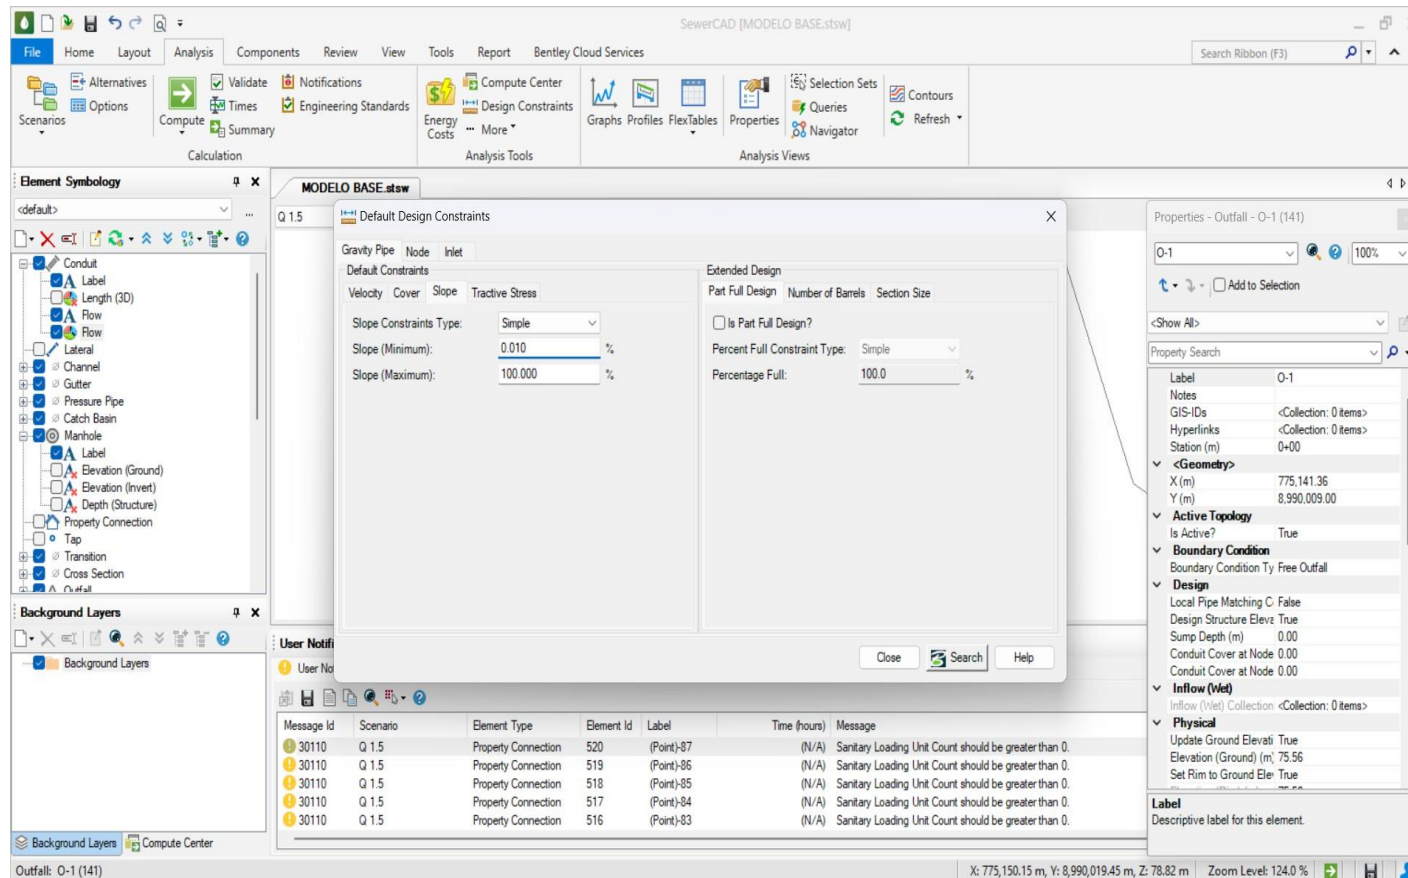 SewerCAD [MODELO BASE.stsw]
File Home Layout Analysis Components Review View Tools Report Bentley Cloud Services Search Ribbon (F3)
Scenarios
Alternatives
Options
Compute
Validate
Times
Summary
Notifications
Engineering Standards
Calculation
Energy Costs
Compute Center
Design Constraints
More
Analysis Tools
Graphs Profiles FlexTables Properties
Selection Sets
Queries
Navigator
Contours
Refresh
Analysis Views
Element Symbology
<default>
...
Conduit
Label
Length (3D)
Flow
Flow
Lateral
Channel
Gutter
Pressure Pipe
Catch Basin
Manhole
Label
Elevation (Ground)
Elevation (Invert)
Depth (Structure)
Property Connection
Tap
Transition
Cross Section
Outfall
Background Layers
Background Layers
Background Layers Compute Center
MODELO BASE.stsw
Q 1.5
Default Design Constraints
Gravity Pipe Node Inlet
Default Constraints
Velocity Cover Slope Tractive Stress
Slope Constraints Type: Simple
Slope (Minimum): 0.010 %
Slope (Maximum): 100.000 %
Extended Design
Part Full Design Number of Barrels Section Size
Is Part Full Design?
Percent Full Constraint Type: Simple
Percentage Full: 100.0 %
Close Search Help
User Notifi
User Not
Message Id Scenario Element Type Element Id Label Time (hours) Message
30110 Q 1.5 Property Connection 520 (Point)-87 (N/A) Sanitary Loading Unit Count should be greater than 0.
30110 Q 1.5 Property Connection 519 (Point)-86 (N/A) Sanitary Loading Unit Count should be greater than 0.
30110 Q 1.5 Property Connection 518 (Point)-85 (N/A) Sanitary Loading Unit Count should be greater than 0.
30110 Q 1.5 Property Connection 517 (Point)-84 (N/A) Sanitary Loading Unit Count should be greater than 0.
30110 Q 1.5 Property Connection 516 (Point)-83 (N/A) Sanitary Loading Unit Count should be greater than 0.
Properties - Outfall - O-1 (141)
O-1 100%
Add to Selection
<Show All>
Property Search
Label O-1
Notes
GIS-IDs <Collection: 0 items>
Hyperlinks <Collection: 0 items>
Station (m) 0+00
<Geometry>
X (m) 775,141.36
Y (m) 8,990,009.00
Active Topology
Is Active? True
Boundary Condition
Boundary Condition Ty Free Outfall
Design
Local Pipe Matching C False
Design Structure Eleva True
Sump Depth (m) 0.00
Conduit Cover at Node 0.00
Conduit Cover at Node 0.00
Inflow (Wet)
Inflow (Wet) Collection <Collection: 0 items>
Physical
Update Ground Elevati True
Elevation (Ground) (m) 75.56
Set Rim to Ground Ele True
Label
Descriptive label for this element.
Outfall: O-1 (141)
X: 775,150.15 m, Y: 8,990,019.45 m, Z: 78.82 m Zoom Level: 124.0 %